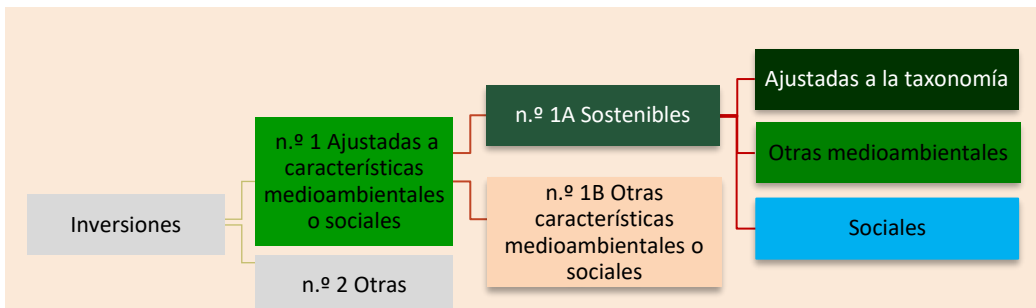 Inversiones
n.º 1 Ajustadas a
características
medioambientales
o sociales
n.º 2 Otras
n.º 1A Sostenibles
n.º 1B Otras
características
medioambientales o
sociales
Ajustadas a la taxonomía
Otras medioambientales
Sociales